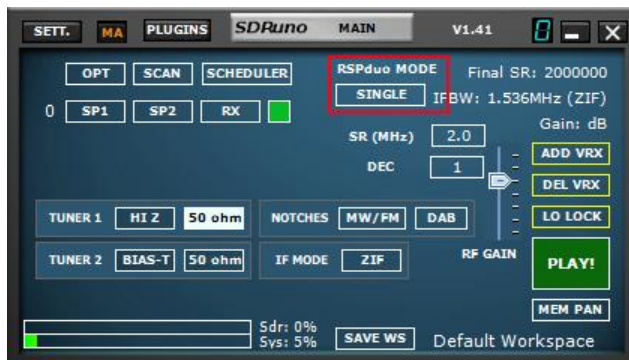 SETT. MA PLUGINS SDRuno MAIN V1.41 0
OPT SCAN SCHEDULER RSPduo MODE Final SR: 2000000
SINGLE IFBW: 1.536MHz (ZIF)
0 SP1 SP2 RX
Gain: dB
SR (MHz) 2.0
ADD VRX
DEC 1
DEL VRX
TUNER 1 HI Z 50 ohm NOTCHES MW/FM DAB LO LOCK
TUNER 2 BIAS-T 50 ohm IF MODE ZIF RF GAIN PLAY!
MEM PAN
Sdr: 0%
Sys: 5% SAVE WS Default Workspace